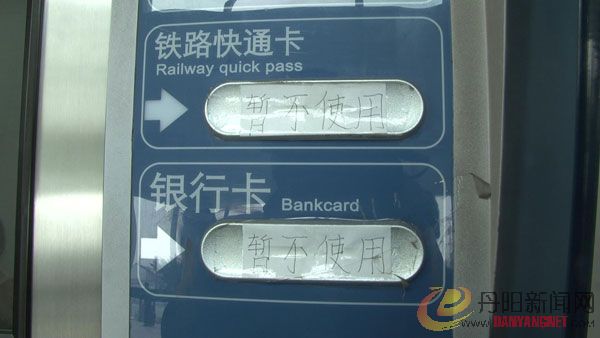 铁路快通卡
Railway quick pass
暂不使用
银行卡 Bankcard
暂不使用
丹阳新闻网
DANYANGNET.COM